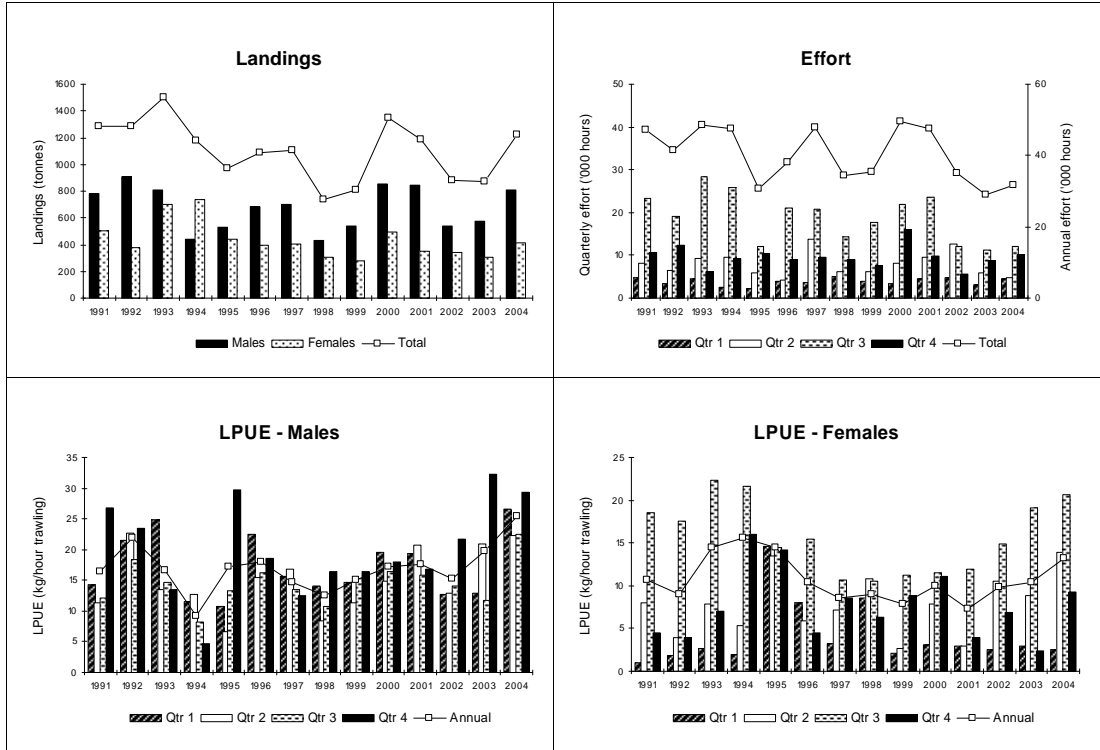 Landings
1600
1400
1200
1000
800
600
400
200
0
Landings (tonnes)
1991 1992 1993 1994 1995 1996 1997 1998 1999 2000 2001 2002 2003 2004
Males Females Total
Effort
50
40
30
20
10
0
Quarterly effort ('000 hours)
60
40
20
0
Annual effort ('000 hours)
1991 1992 1993 1994 1995 1996 1997 1998 1999 2000 2001 2002 2003 2004
Qtr 1 Qtr 2 Qtr 3 Qtr 4 Total
LPUE - Males
35
30
25
20
15
10
5
0
LPUE (kg/hour trawling)
1991 1992 1993 1994 1995 1996 1997 1998 1999 2000 2001 2002 2003 2004
Qtr 1 Qtr 2 Qtr 3 Qtr 4 Annual
LPUE - Females
25
20
15
10
5
0
LPUE (kg/hour trawling)
1991 1992 1993 1994 1995 1996 1997 1998 1999 2000 2001 2002 2003 2004
Qtr 1 Qtr 2 Qtr 3 Qtr 4 Annual